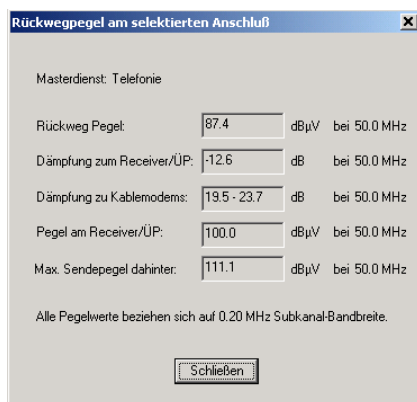 Rückwegpegel am selektierten Anschluß
Masterdienst: Telefonie
Rückweg Pegel: 87.4 dBµV bei 50.0 MHz
Dämpfung zum Receiver/ÜP: -12.6 dB bei 50.0 MHz
Dämpfung zu Kablemodems: 19.5 - 23.7 dB bei 50.0 MHz
Pegel am Receiver/ÜP: 100.0 dBµV bei 50.0 MHz
Max. Sendepegel dahinter: 111.1 dBµV bei 50.0 MHz
Alle Pegelwerte beziehen sich auf 0.20 MHz Subkanal-Bandbreite.
Schließen